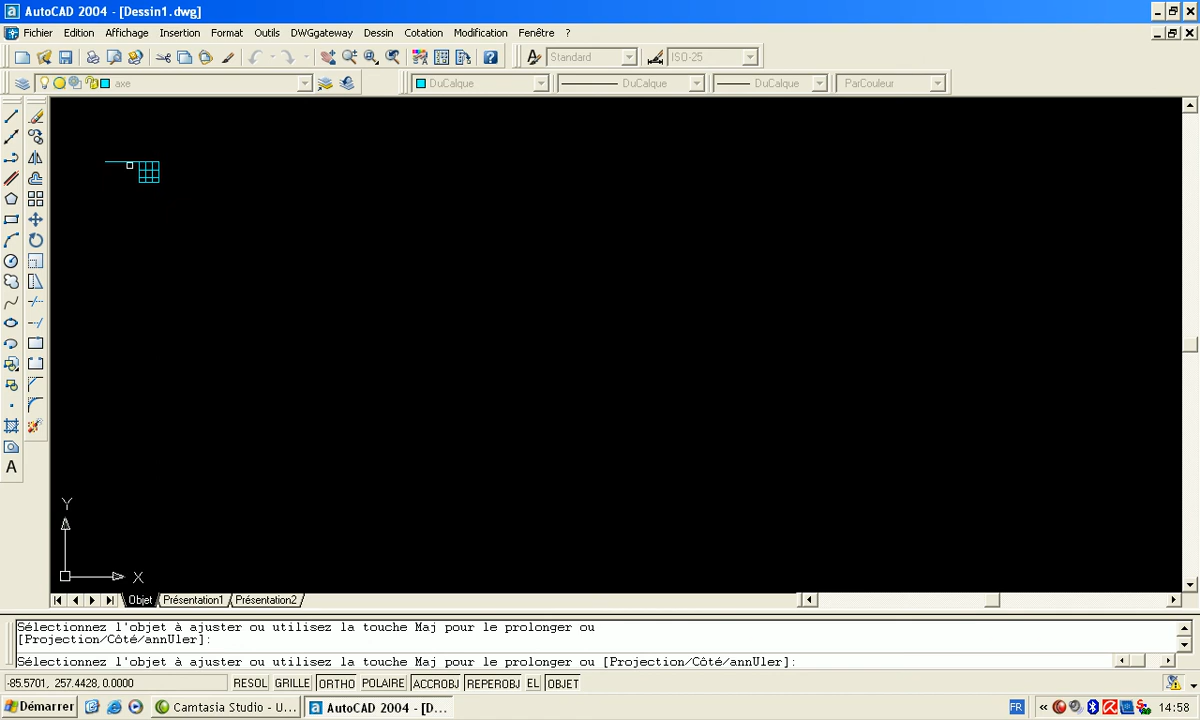 AutoCAD 2004 - [Dessin1.dwg]
Fichier Edition Affichage Insertion Format Outils DWGgateway Dessin Cotation Modification Fenêtre ?
Standard ISO-25
axe DuCalque DuCalque DuCalque ParCouleur
A
Y
X
Objet Présentation1 Présentation2
Sélectionnez l'objet à ajuster ou utilisez la touche Maj pour le prolonger ou
[Projection/Côté/annUler]:
Sélectionnez l'objet à ajuster ou utilisez la touche Maj pour le prolonger ou [Projection/Côté/annUler]:
-85.5701, 257.4428, 0.0000 RESOL GRILLE ORTHO POLAIRE ACCROBJ REPEROBJ EL OBJET
Démarrer Camtasia Studio - U... AutoCAD 2004 - [D... FR « 14:58